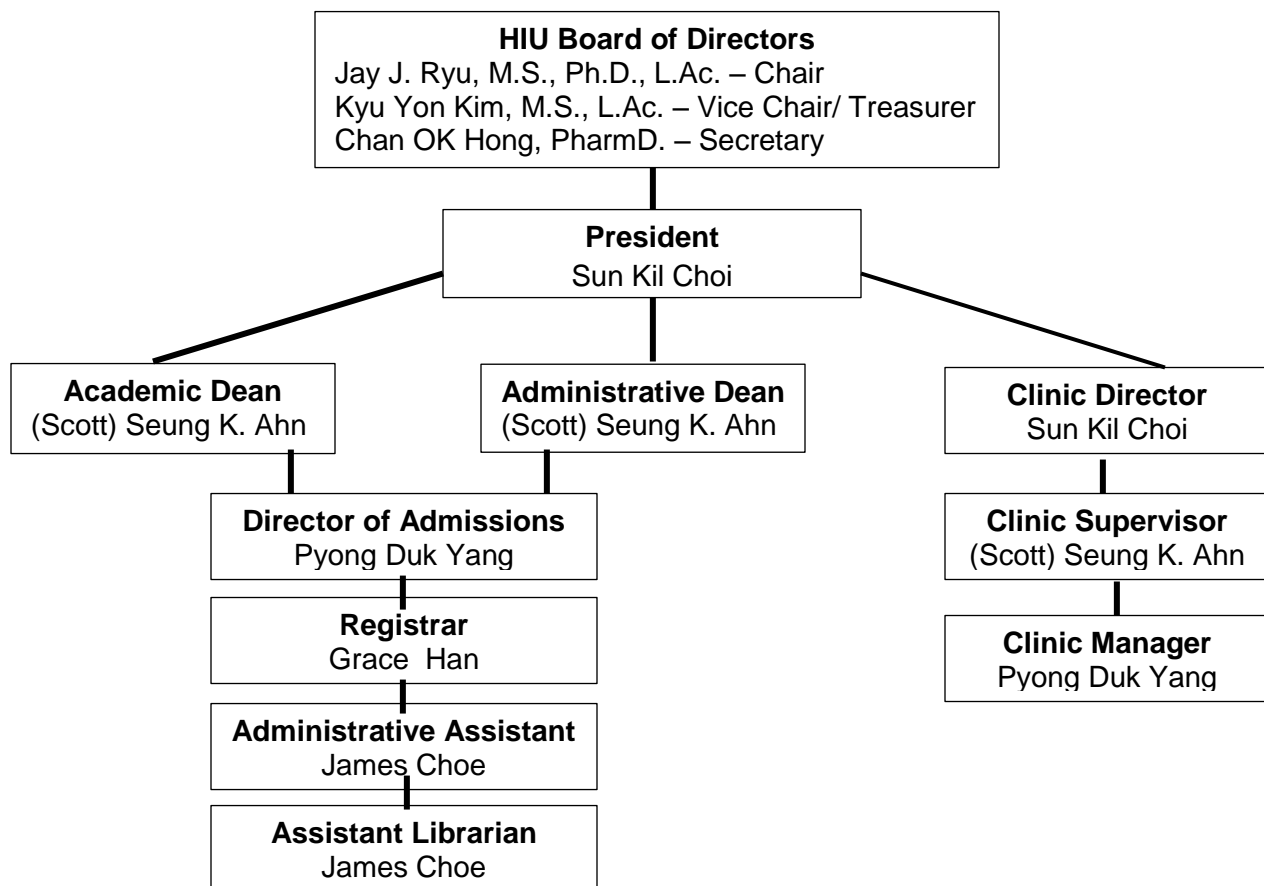 HIU Board of Directors
Jay J. Ryu, M.S., Ph.D., L.Ac. – Chair
Kyu Yon Kim, M.S., L.Ac. – Vice Chair/ Treasurer
Chan OK Hong, PharmD. – Secretary
President
Sun Kil Choi
Academic Dean
(Scott) Seung K. Ahn
Administrative Dean
(Scott) Seung K. Ahn
Clinic Director
Sun Kil Choi
Director of Admissions
Pyong Duk Yang
Clinic Supervisor
(Scott) Seung K. Ahn
Registrar
Grace  Han
Clinic Manager
Pyong Duk Yang
Administrative Assistant
James Choe
Assistant Librarian
James Choe